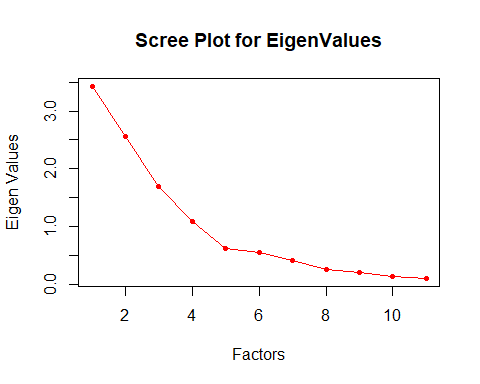 Scree Plot for EigenValues
Eigen Values
3.0
2.0
1.0
0.0
2 4 6 8 10
Factors